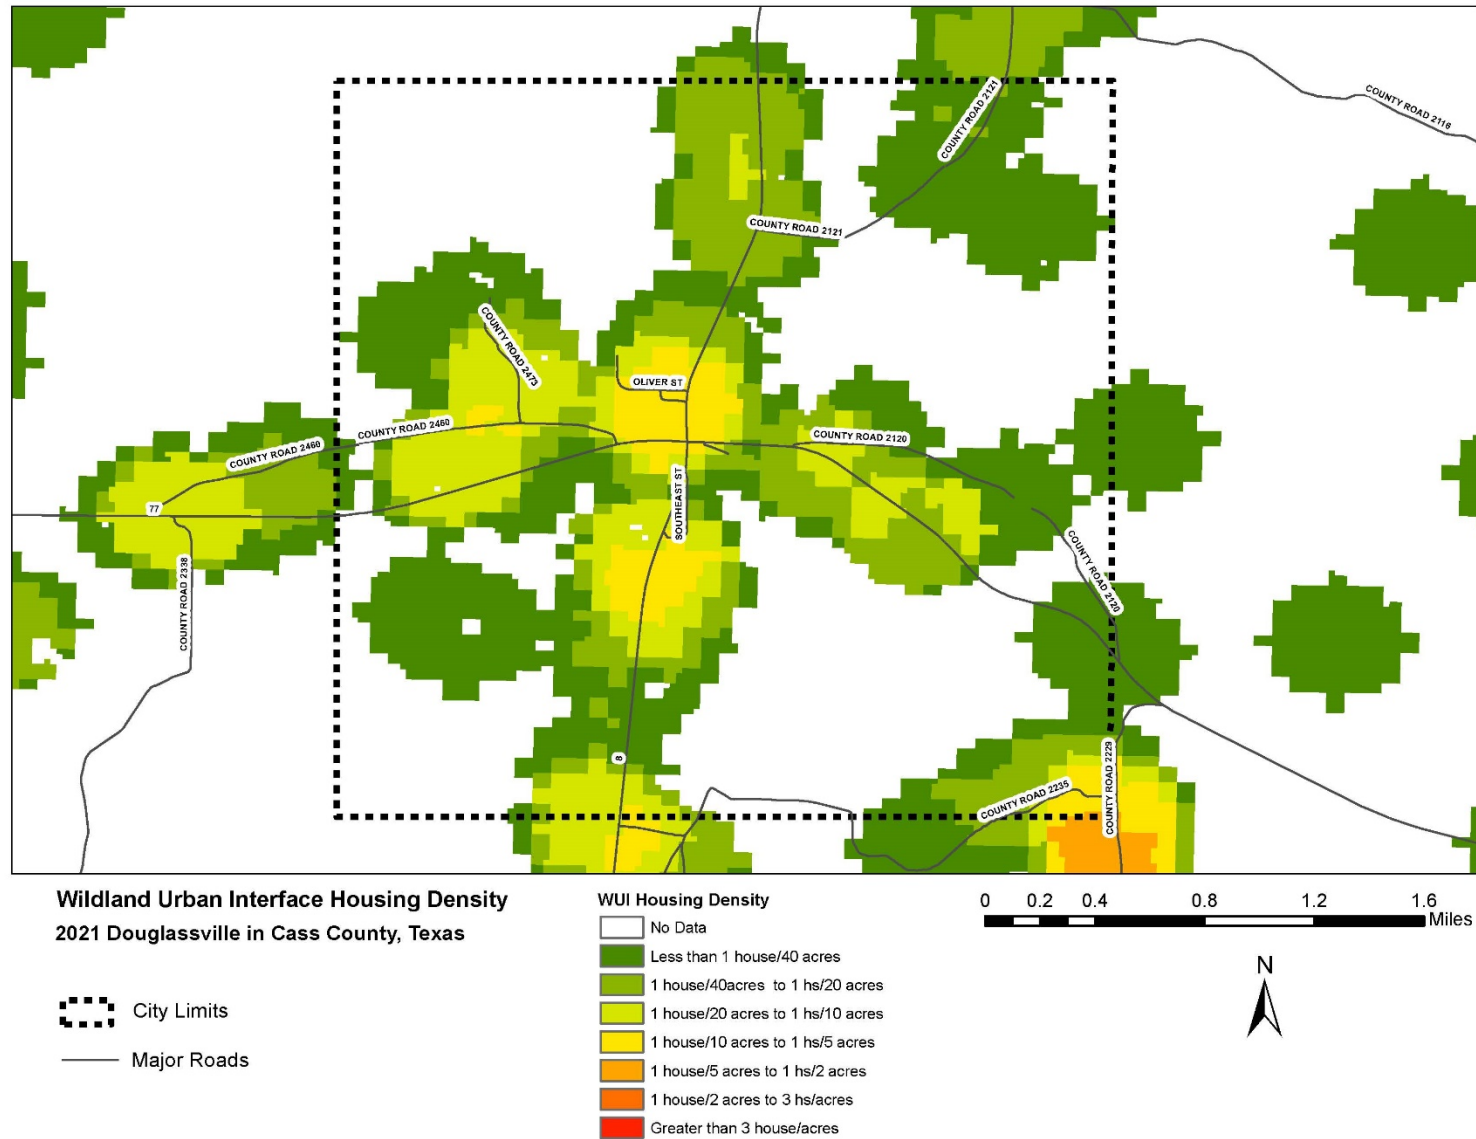 COUNTY ROAD 2116
COUNTY ROAD 2121
COUNTY ROAD 2121
COUNTY ROAD 2473
OLIVER ST
COUNTY ROAD 2460
COUNTY ROAD 2460
COUNTY ROAD 2120
77
SOUTHEAST ST
COUNTY ROAD 2338
COUNTY ROAD 2120
8
COUNTY ROAD 2229
COUNTY ROAD 2235
Wildland Urban Interface Housing Density
2021 Douglassville in Cass County, Texas
City Limits
Major Roads
WUI Housing Density
No Data
Less than 1 house/40 acres
1 house/40acres to 1 hs/20 acres
1 house/20 acres to 1 hs/10 acres
1 house/10 acres to 1 hs/5 acres
1 house/5 acres to 1 hs/2 acres
1 house/2 acres to 3 hs/acres
Greater than 3 house/acres
0 0.2 0.4 0.8 1.2 1.6
Miles
N